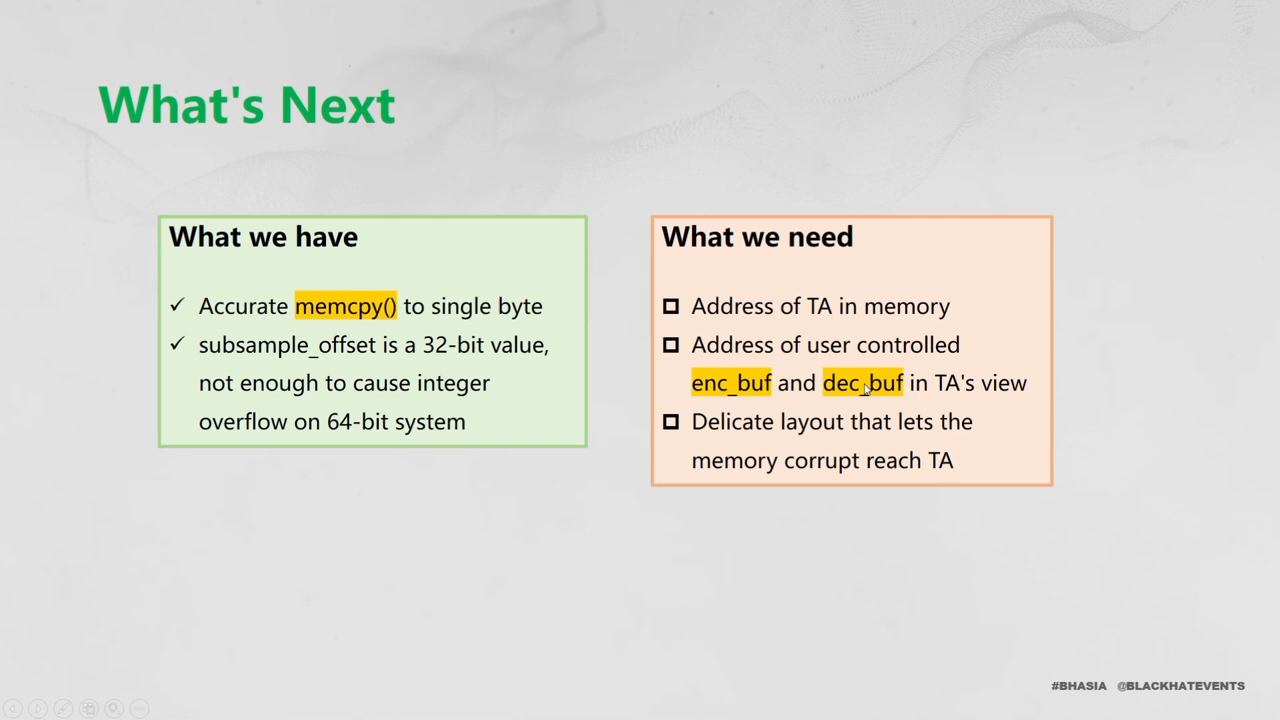 What's Next
What we have
✓ Accurate memcpy() to single byte
✓ subsample_offset is a 32-bit value,
not enough to cause integer
overflow on 64-bit system
What we need
Address of TA in memory
Address of user controlled
enc_buf and dec_buf in TA's view
Delicate layout that lets the
memory corrupt reach TA
#BHASIA @BLACKHATEVENTS